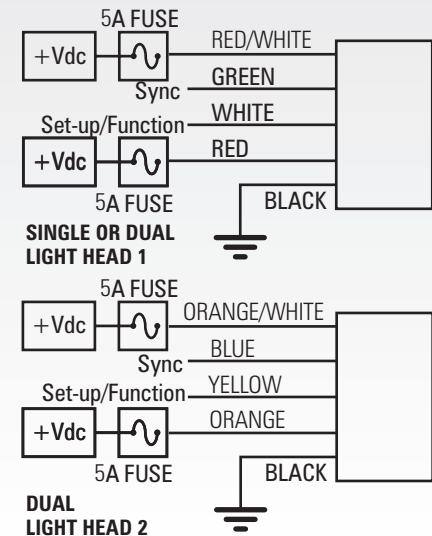 5A FUSE
+Vdc
RED/WHITE
Sync
GREEN
Set-up/Function
WHITE
+Vdc
RED
5A FUSE
BLACK
SINGLE OR DUAL
LIGHT HEAD 1
5A FUSE
+Vdc
ORANGE/WHITE
Sync
BLUE
Set-up/Function
YELLOW
+Vdc
ORANGE
5A FUSE
BLACK
DUAL
LIGHT HEAD 2